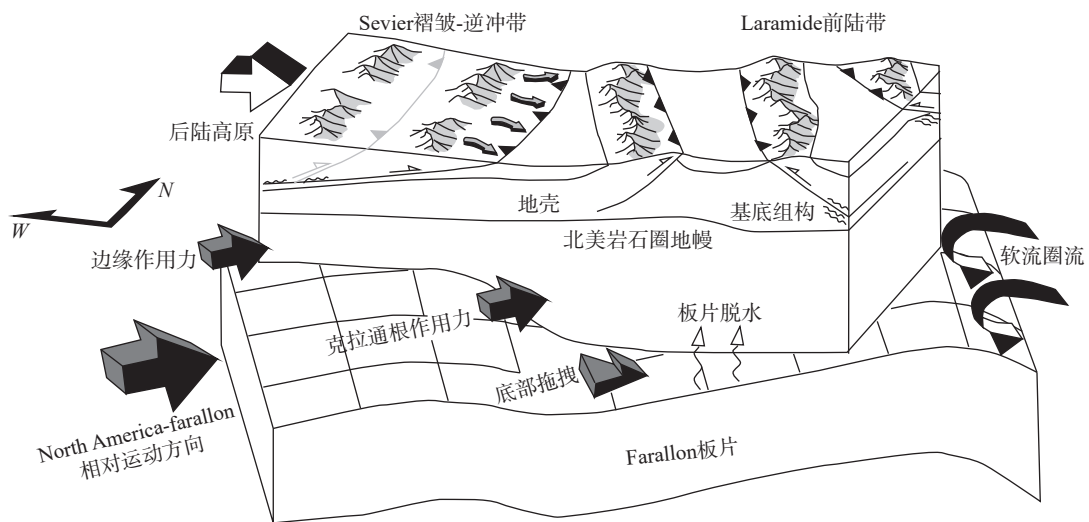 Sevier褶皱-逆冲带
Laramide前陆带
后陆高原
N
W
地壳
基底组构
北美岩石圈地幔
边缘作用力
软流圈流
克拉通根作用力
板片脱水
底部拖拽
North America-farallon
相对运动方向
Farallon板片